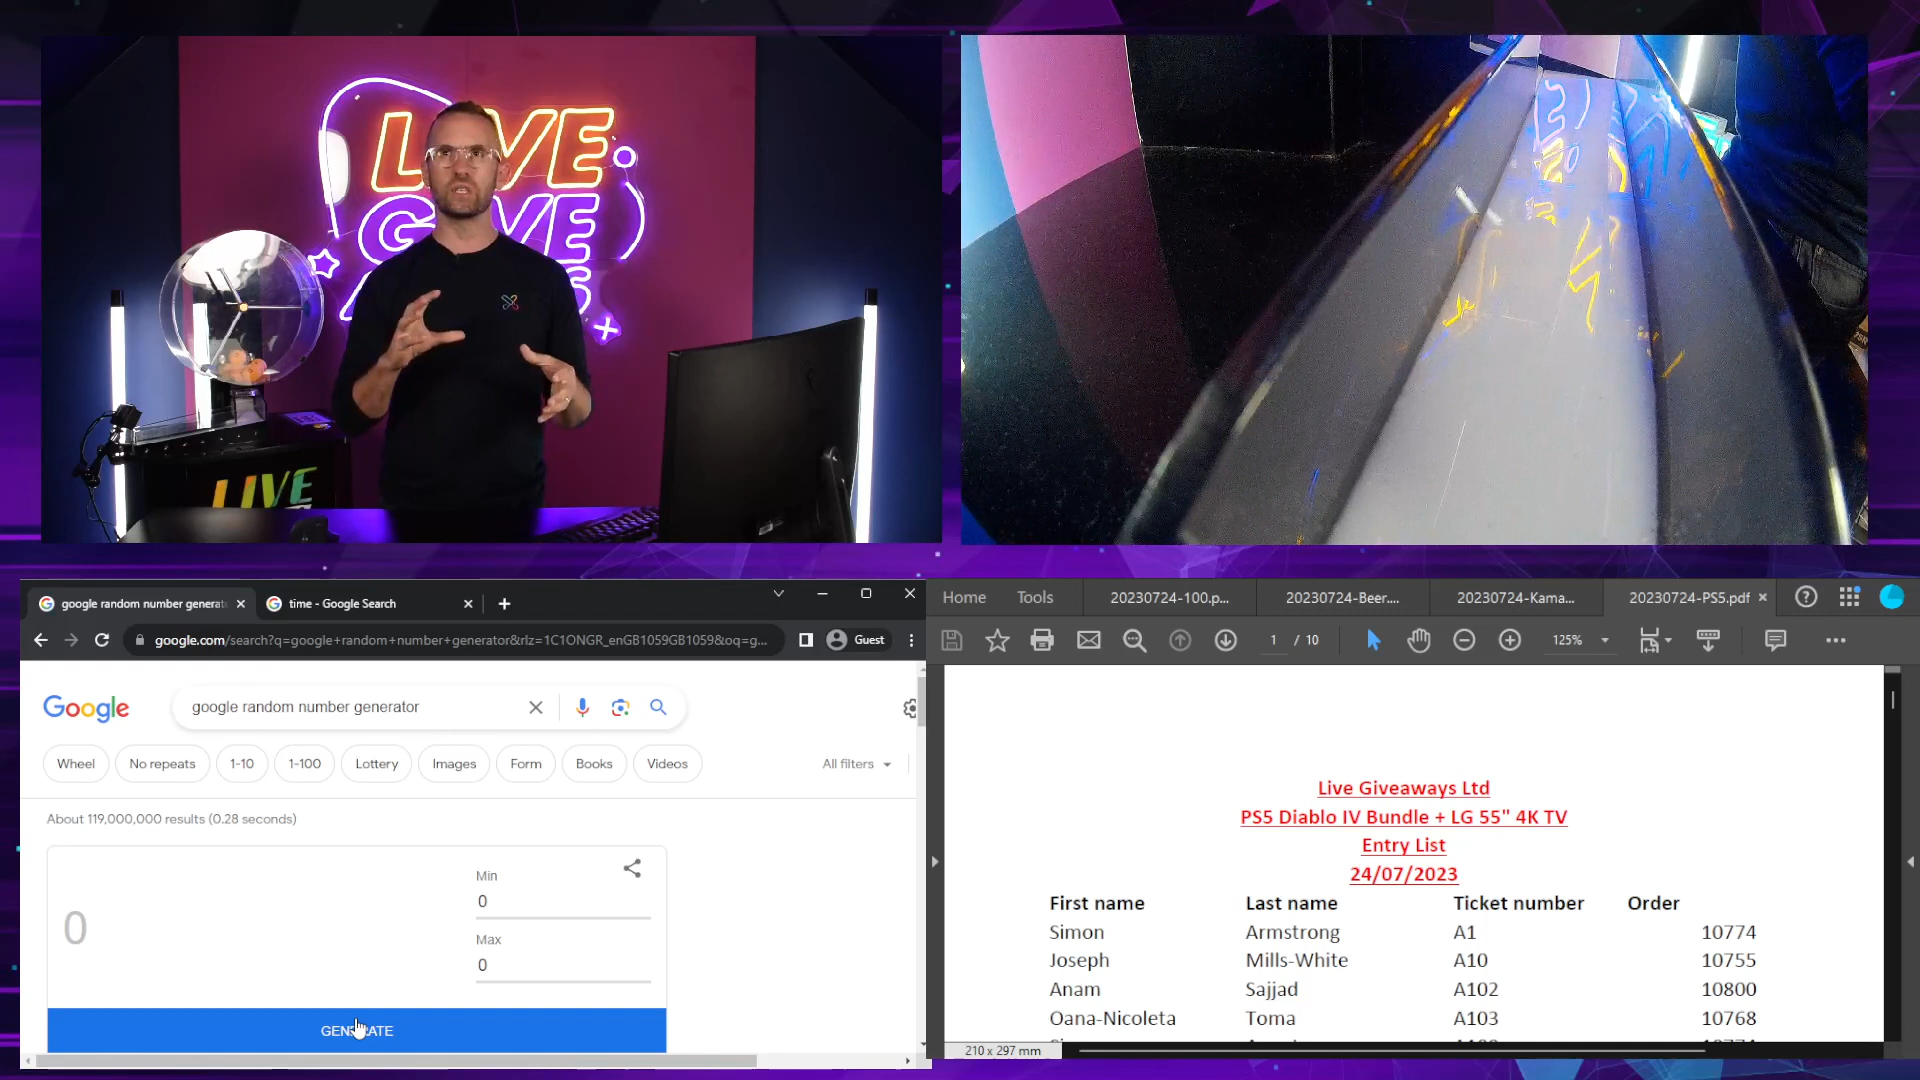 LIVE
GIVE
LIVE
google random number generat
time - Google Search
google.com/search?q=google+random+number+generator&rlz=1C1ONGR_enGB1059GB1059&oq=g...
Guest
Google
google random number generator
Wheel
No repeats
1-10
1-100
Lottery
Images
Form
Books
Videos
All filters
About 119,000,000 results (0.28 seconds)
0
Min
0
Max
0
GENERATE
Home
Tools
20230724-100.p...
20230724-Beer....
20230724-Kama...
20230724-PS5.pdf
1 / 10
125%
Live Giveaways Ltd
PS5 Diablo IV Bundle + LG 55" 4K TV
Entry List
24/07/2023
First name Last name Ticket number Order
Simon Armstrong A1 10774
Joseph Mills-White A10 10755
Anam Sajjad A102 10800
Oana-Nicoleta Toma A103 10768
210 x 297 mm